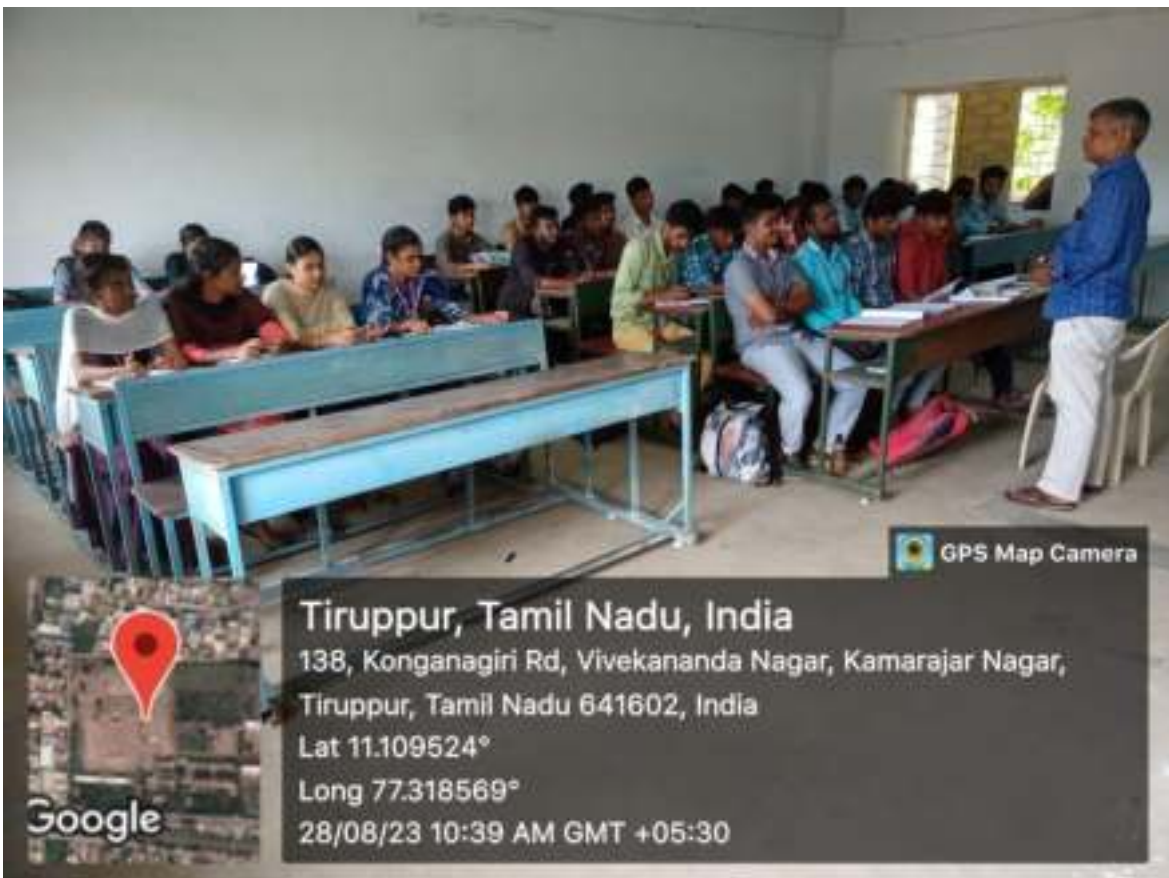 GPS Map Camera
Tiruppur, Tamil Nadu, India
138, Konganagiri Rd, Vivekananda Nagar, Kamarajar Nagar,
Tiruppur, Tamil Nadu 641602, India
Lat 11.109524°
Long 77.318569°
28/08/23 10:39 AM GMT +05:30
Google